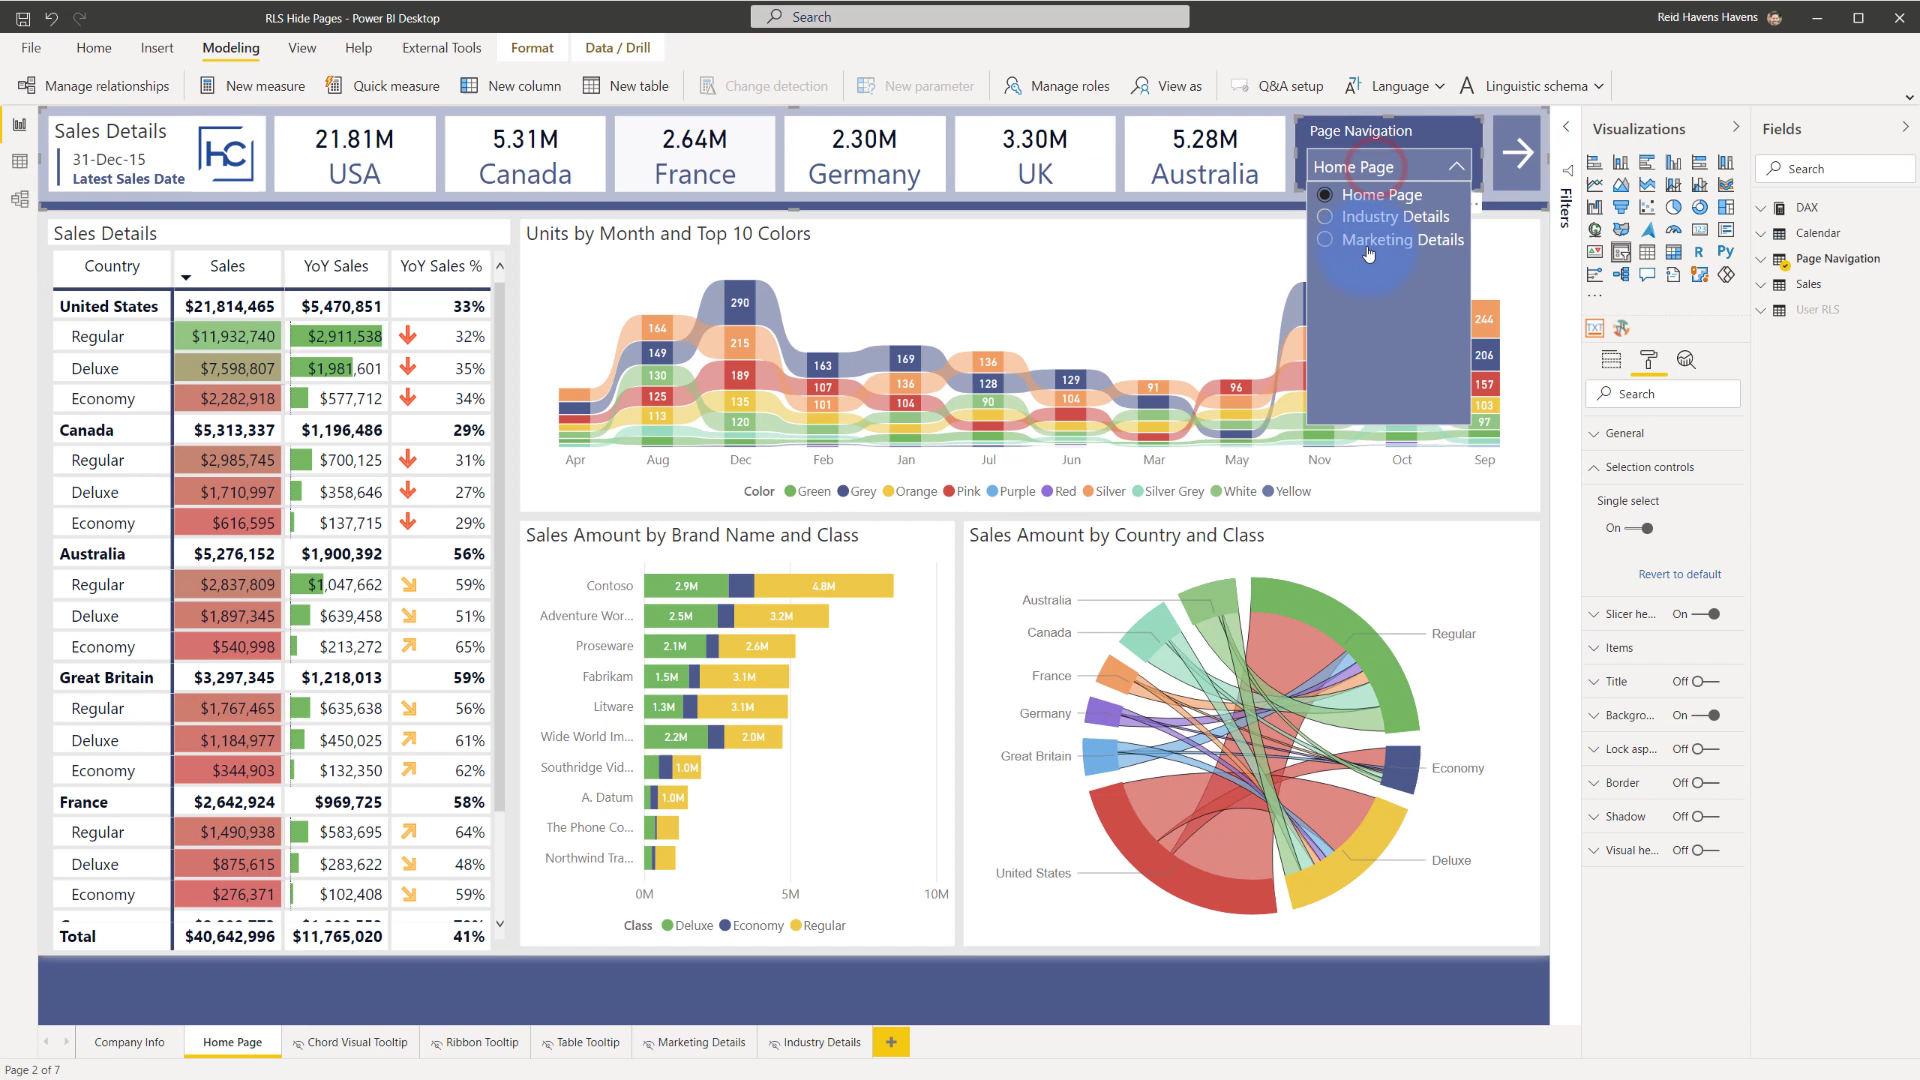 RLS Hide Pages - Power BI Desktop
Search
Reid Havens Havens
File Home Insert Modeling View Help External Tools Format Data / Drill
Manage relationships New measure Quick measure New column New table Change detection New parameter Manage roles View as Q&A setup Language Linguistic schema
Sales Details
31-Dec-15
Latest Sales Date
HC
21.81M
USA
5.31M
Canada
2.64M
France
2.30M
Germany
3.30M
UK
5.28M
Australia
Page Navigation
Home Page
Home Page
Industry Details
Marketing Details
Sales Details
Country Sales YoY Sales YoY Sales %
United States $21,814,465 $5,470,851 33%
Regular $11,932,740 $2,911,538 32%
Deluxe $7,598,807 $1,981,601 35%
Economy $2,282,918 $577,712 34%
Canada $5,313,337 $1,196,486 29%
Regular $2,985,745 $700,125 31%
Deluxe $1,710,997 $358,646 27%
Economy $616,595 $137,715 29%
Australia $5,276,152 $1,900,392 56%
Regular $2,837,809 $1,047,662 59%
Deluxe $1,897,345 $639,458 51%
Economy $540,998 $213,272 65%
Great Britain $3,297,345 $1,218,013 59%
Regular $1,767,465 $635,638 56%
Deluxe $1,184,977 $450,025 61%
Economy $344,903 $132,350 62%
France $2,642,924 $969,725 58%
Regular $1,490,938 $583,695 64%
Deluxe $875,615 $283,622 48%
Economy $276,371 $102,408 59%
Total $40,642,996 $11,765,020 41%
Units by Month and Top 10 Colors
164
149
130
125
113
290
215
189
135
120
163
107
101
169
136
104
136
128
90
129
104
91
96
244
206
157
103
97
Apr Aug Dec Feb Jan Jul Jun Mar May Nov Oct Sep
Color Green Grey Orange Pink Purple Red Silver Silver Grey White Yellow
Sales Amount by Brand Name and Class
Contoso 2.9M 4.8M
Adventure Wor... 2.5M 3.2M
Proseware 2.1M 2.6M
Fabrikam 1.5M 3.1M
Litware 1.3M 3.1M
Wide World Im... 2.2M 2.0M
Southridge Vid... 1.0M
A. Datum 1.0M
The Phone Co...
Northwind Tra...
0M 5M 10M
Class Deluxe Economy Regular
Sales Amount by Country and Class
Australia
Canada
France
Germany
Great Britain
United States
Regular
Economy
Deluxe
Filters
Visualizations
R Py
...
TXT
Search
General
Selection controls
Single select
On
Revert to default
Slicer he... On
Items
Title Off
Backgro... On
Lock asp... Off
Border Off
Shadow Off
Visual he... Off
Fields
Search
DAX
Calendar
Page Navigation
Sales
User RLS
Company Info Home Page Chord Visual Tooltip Ribbon Tooltip Table Tooltip Marketing Details Industry Details +
Page 2 of 7